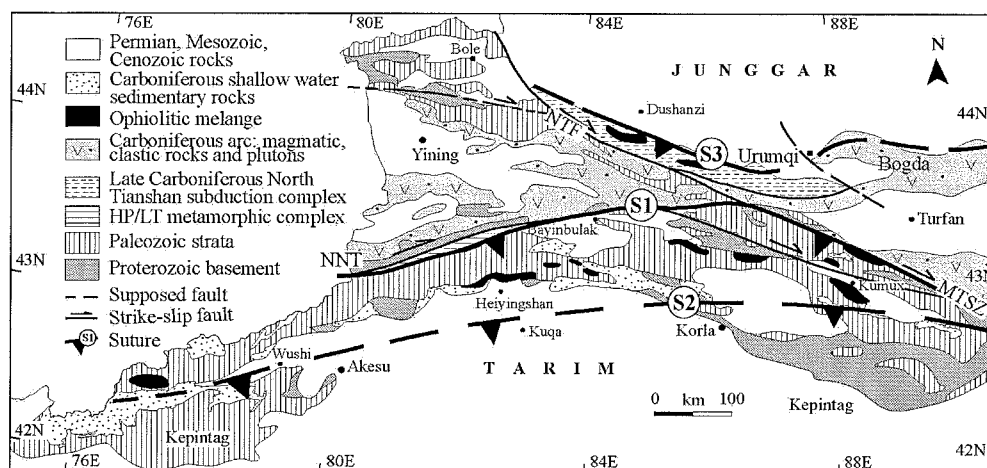 76E
80E
84E
88E
Permian, Mesozoic,
Cenozoic rocks
Carboniferous shallow water
sedimentary rocks
Ophiolitic melange
Carboniferous arc: magmatic,
clastic rocks and plutons
Late Carboniferous North
Tianshan subduction complex
HP/LT metamorphic complex
Paleozoic strata
Proterozoic basement
Supposed fault
Strike-slip fault
S1 Suture
Bole
JUNGGAR
N
44N
Dushanzi
44N
NTF
Yining
S3
Urumqi
Bogda
S1
Turfan
Bayinbulak
NNT
43N
43N
Kumux
MTSZ
Heiyingshan
S2
Kuqa
Korla
Wushi
Akesu
TARIM
0 km 100
Kepintag
42N
Kepintag
42N
76E
80E
84E
88E